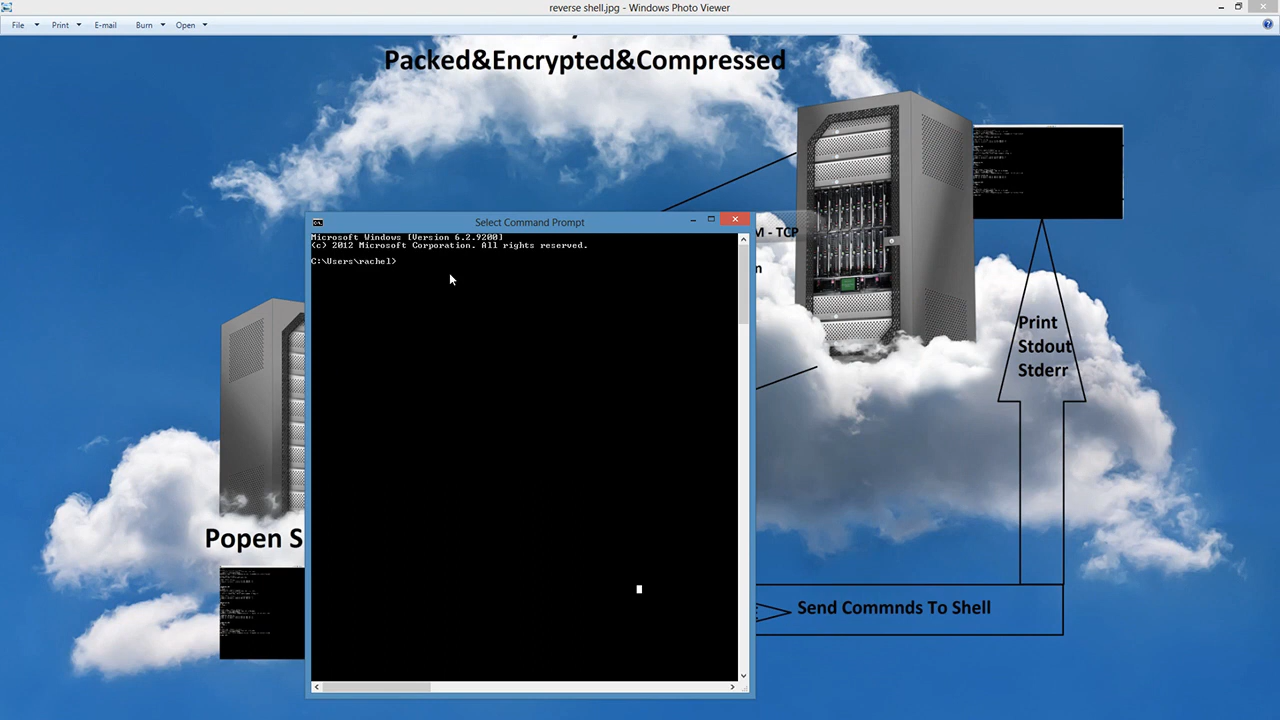 reverse shell.jpg - Windows Photo Viewer
File Print E-mail Burn Open
Packed&Encrypted&Compressed
Select Command Prompt
Microsoft Windows [Version 6.2.9200]
(c) 2012 Microsoft Corporation. All rights reserved.
C:\Users\rachel>
M - TCP
Print
Stdout
Stderr
Popen S
Send Commnds To Shell